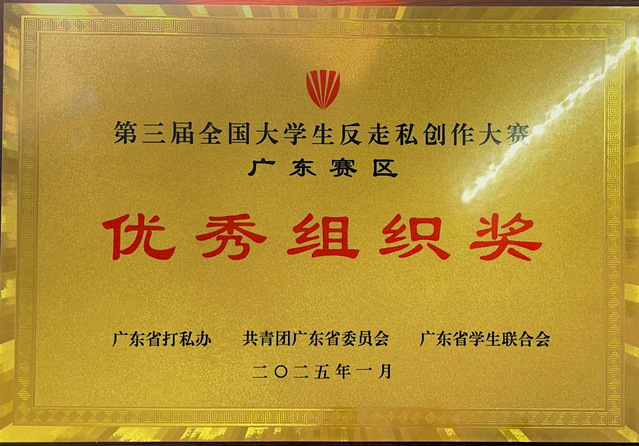 第三届全国大学生反走私创作大赛
广东赛区
优秀组织奖
广东省打私办 共青团广东省委员会 广东省学生联合会
二〇二五年一月